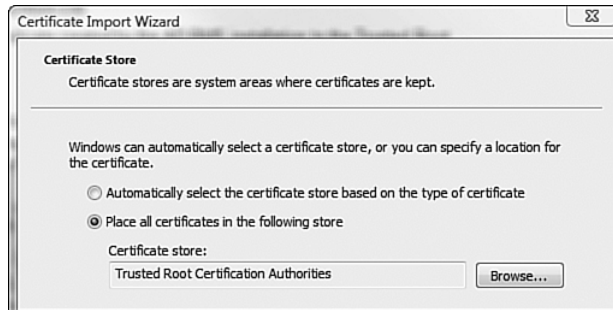 Certificate Import Wizard
Certificate Store
Certificate stores are system areas where certificates are kept.
Windows can automatically select a certificate store, or you can specify a location for
the certificate.
Automatically select the certificate store based on the type of certificate
Place all certificates in the following store
Certificate store:
Trusted Root Certification Authorities
Browse...